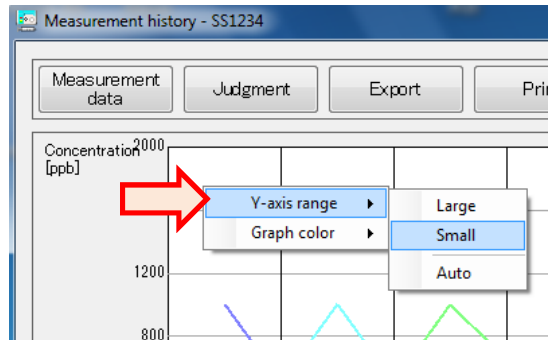 Measurement history - SS1234
Measurement
data
Judgment
Export
Concentration
[ppb]
2000
Y-axis range
Large
Graph color
Small
1200
Auto
800